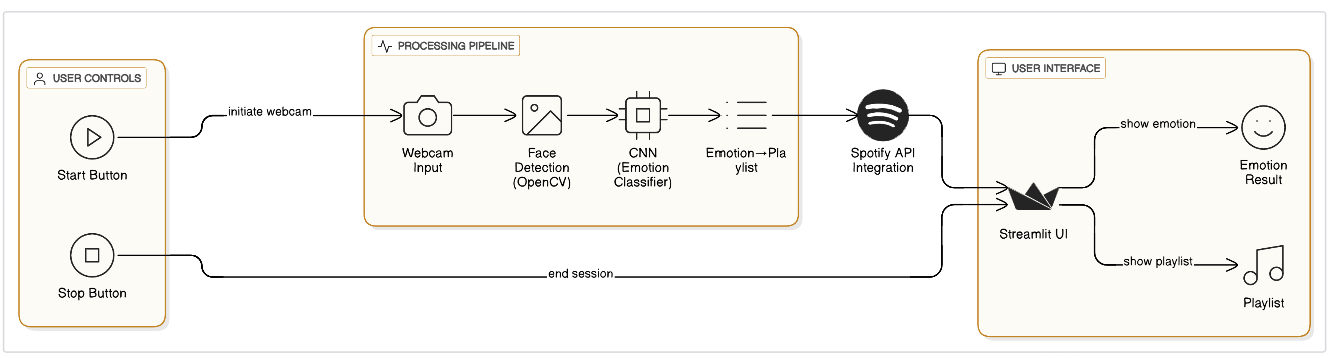 USER CONTROLS
Start Button
Stop Button
initiate webcam
end session
PROCESSING PIPELINE
Webcam
Input
Face
Detection
(OpenCV)
CNN
(Emotion
Classifier)
Emotion→Pla
ylist
Spotify API
Integration
USER INTERFACE
Streamlit UI
show emotion
Emotion
Result
show playlist
Playlist